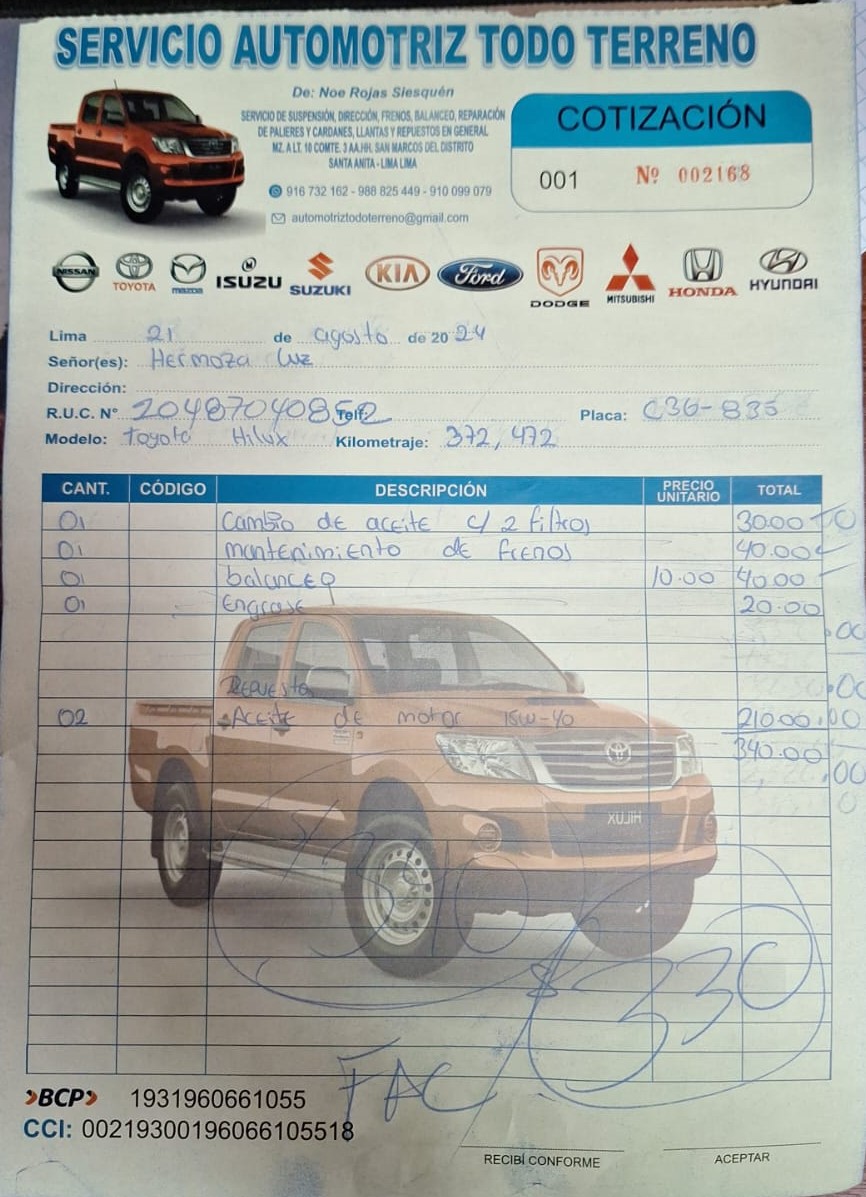 SERVICIO AUTOMOTRIZ TODO TERRENO
De: Noe Rojas Siesquén
SERVICIO DE SUSPENSIÓN, DIRECCIÓN, FRENOS, BALANCEO, REPARACIÓN
DE PALIERES Y CARDANES, LLANTAS Y REPUESTOS EN GENERAL
MZ. A LT. 10 COMTE. 3 AA.HH. SAN MARCOS DEL DISTRITO
SANTA ANITA - LIMA LIMA
916 732 162 - 988 825 449 - 910 099 079
automotriztodoterreno@gmail.com
COTIZACIÓN
001 Nº 002168
NISSAN TOYOTA mazda ISUZU SUZUKI KIA Ford DODGE MITSUBISHI HONDA HYUNDAI
Lima 21 de agosto de 2024
Señor(es): Hermoza Luz
Dirección:
R.U.C. N° 20487040852 Telf: Placa: C36-835
Modelo: Toyota Hilux Kilometraje: 372,472
CANT. CÓDIGO DESCRIPCIÓN PRECIO UNITARIO TOTAL
01 Cambio de aceite c/ 2 filtros 30.00
01 mantenimiento de frenos 40.00
01 balanceo 10.00 40.00
01 Engrase 20.00
Repuestos
02 Aceite de motor 15W-40 210.00
340.00
HILUX
330
FAC
BCP 1931960661055
CCI: 00219300196066105518
RECIBÍ CONFORME ACEPTAR